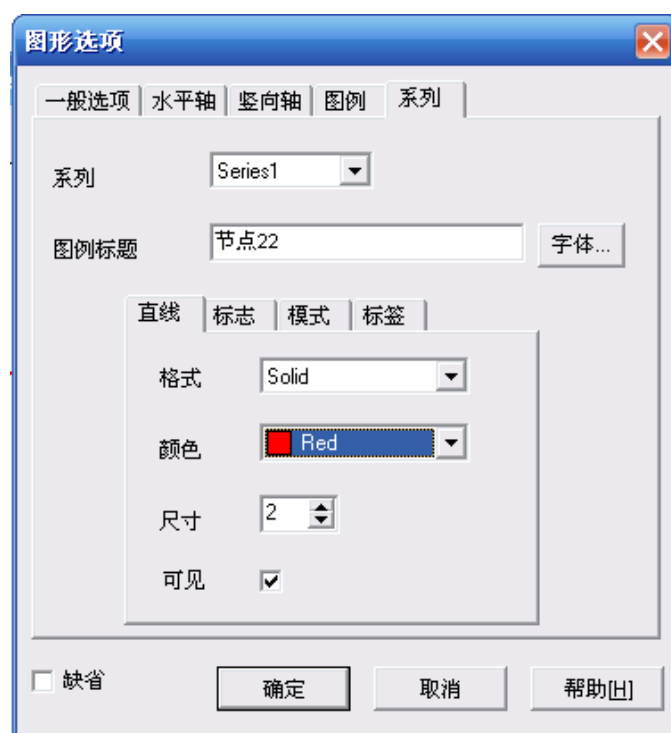 图形选项
一般选项 水平轴 竖向轴 图例 系列
系列 Series1
图例标题 节点22 字体...
直线 标志 模式 标签
格式 Solid
颜色 Red
尺寸 2
可见
缺省 确定 取消 帮助[H]